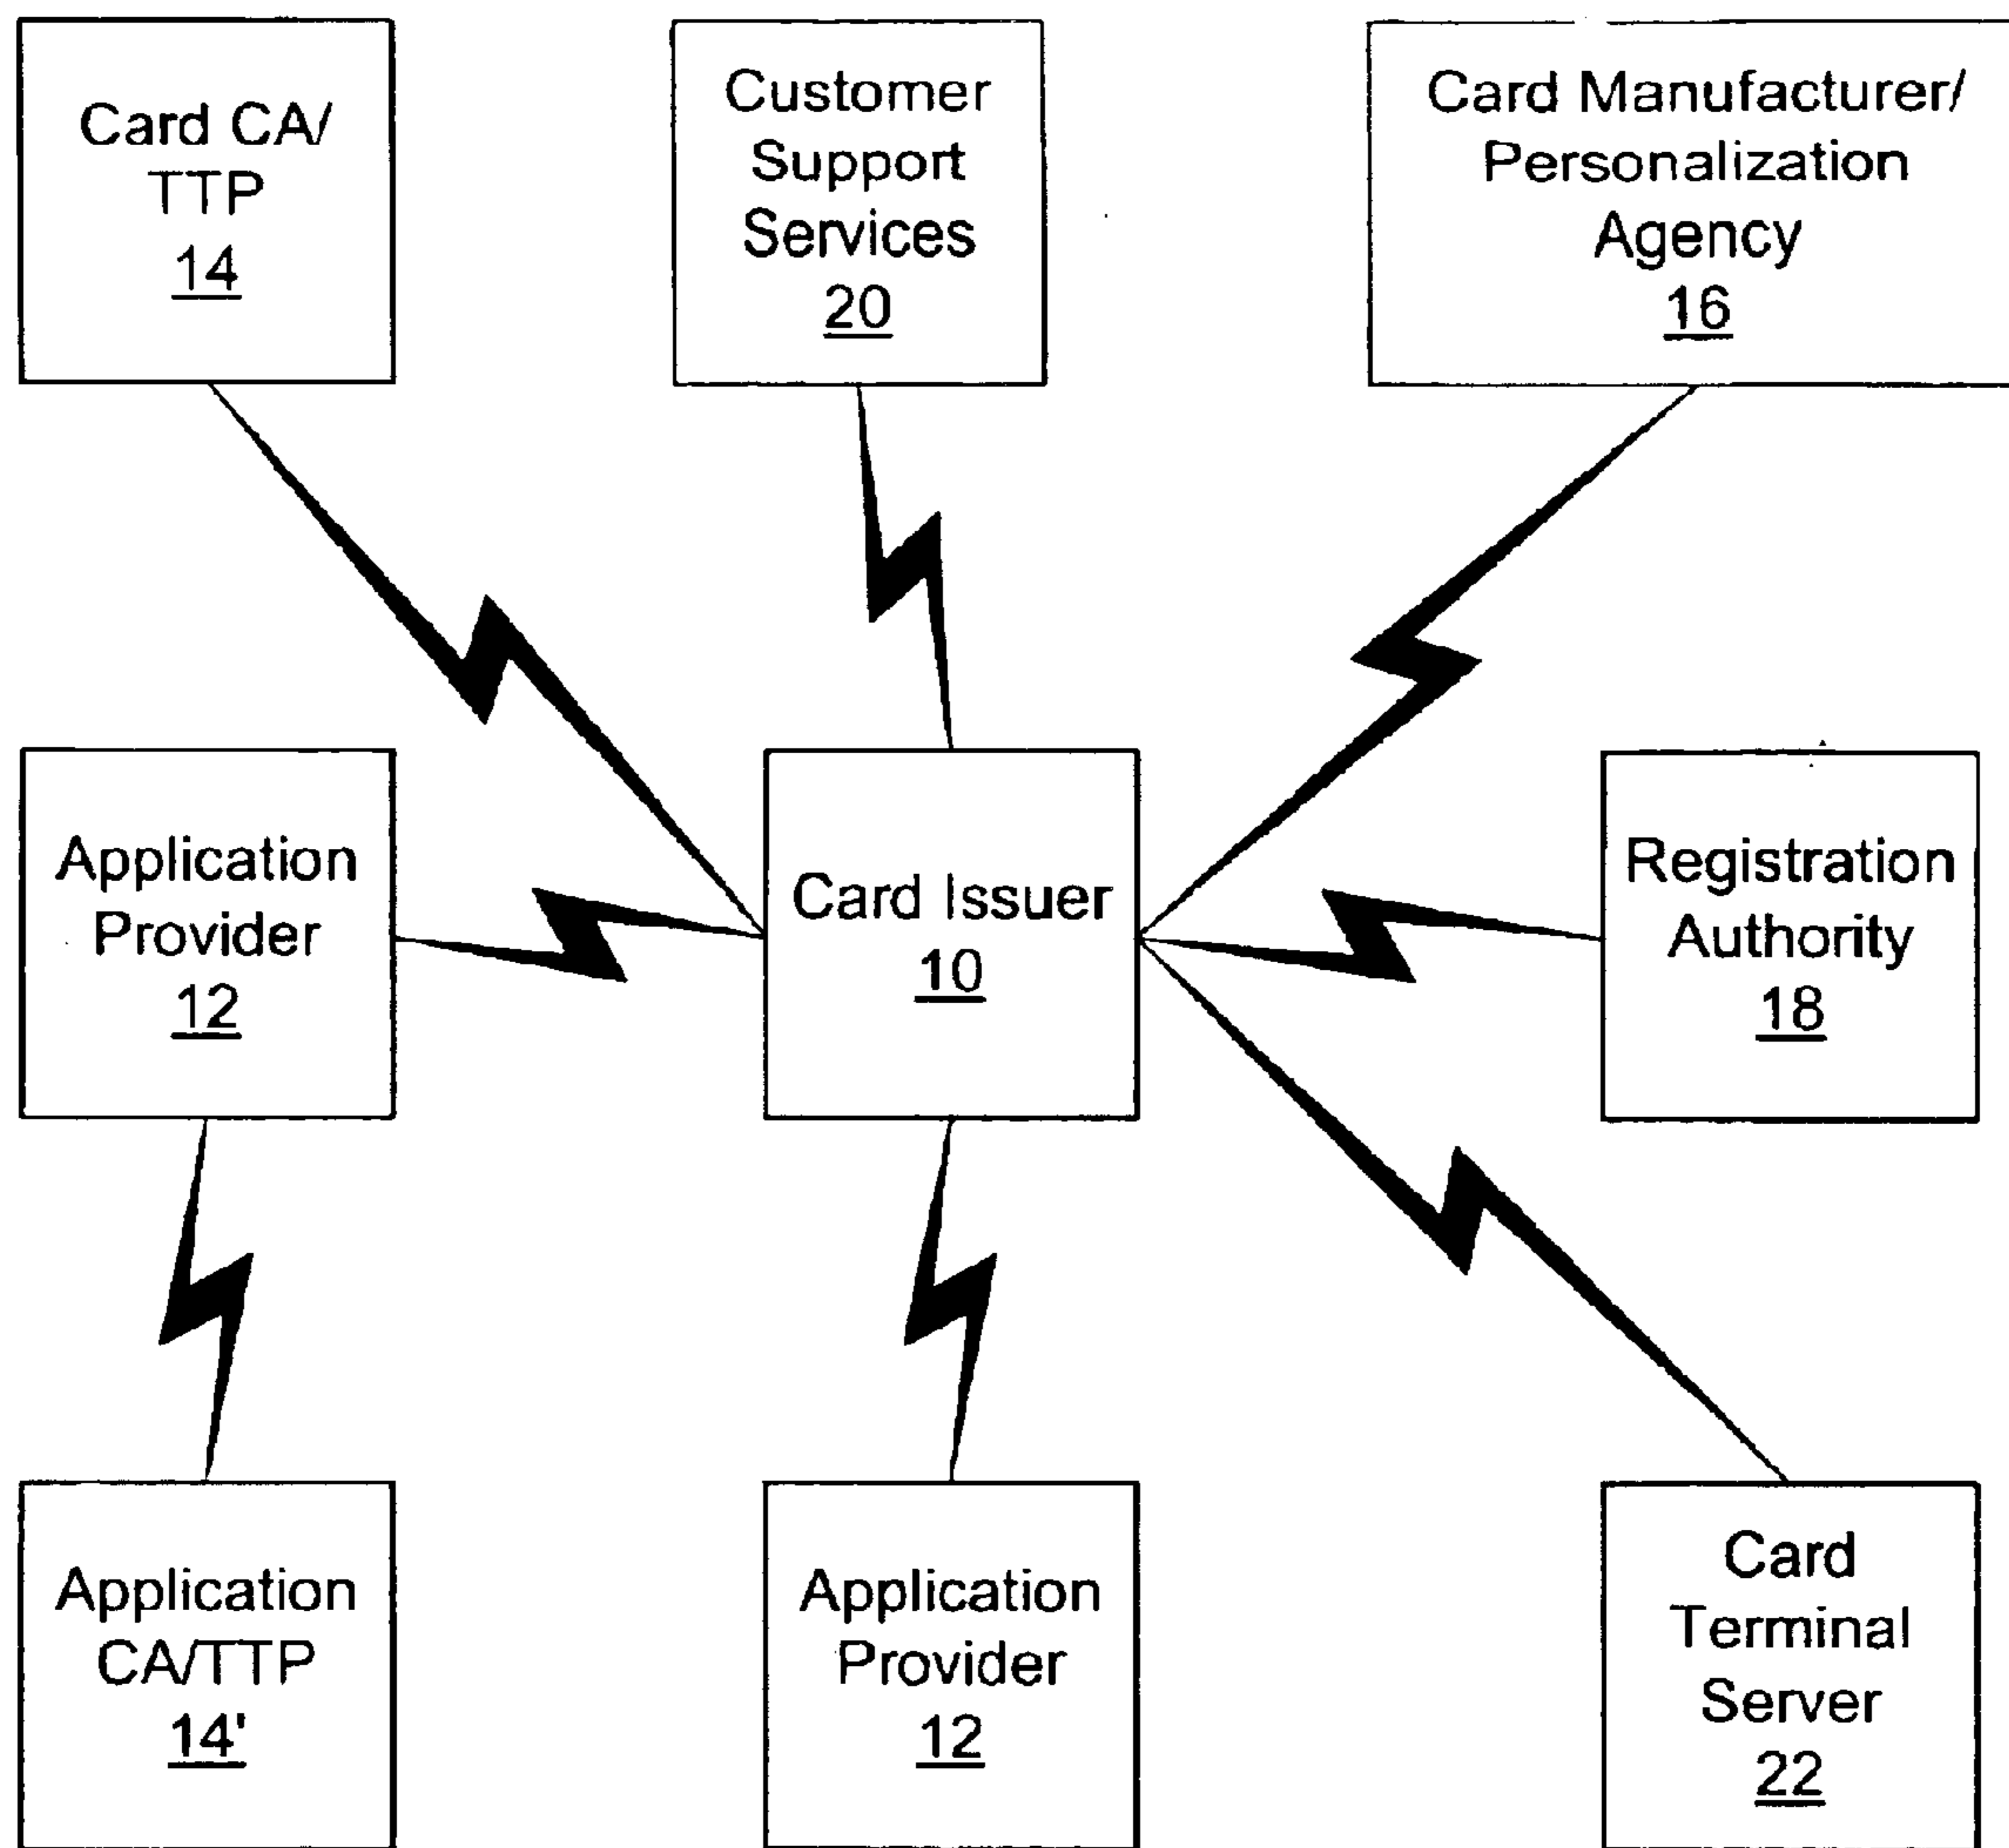 Card CA/
TTP
14
Customer
Support
Services
20
Card Manufacturer/
Personalization
Agency
16
Application
Provider
12
Card Issuer
10
Registration
Authority
18
Application
CA/TTP
14'
Application
Provider
12
Card
Terminal
Server
22